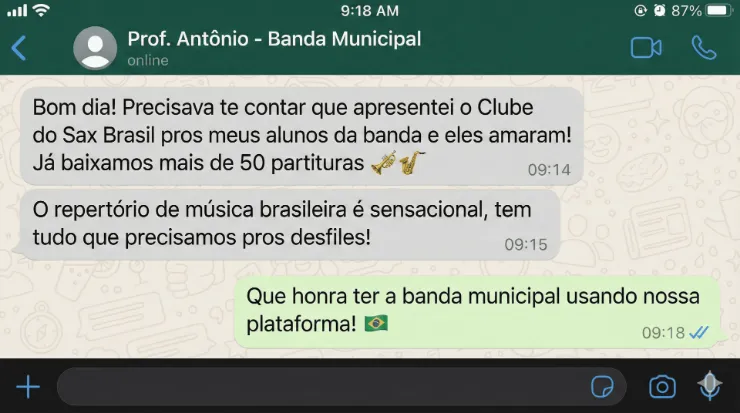 9:18 AM
87%
Prof. Antônio - Banda Municipal
online
Bom dia! Precisava te contar que apresentei o Clube
do Sax Brasil pros meus alunos da banda e eles amaram!
Já baixamos mais de 50 partituras 🎺🎷
09:14
O repertório de música brasileira é sensacional, tem
tudo que precisamos pros desfiles!
09:15
Que honra ter a banda municipal usando nossa
plataforma! 🇧🇷
09:18